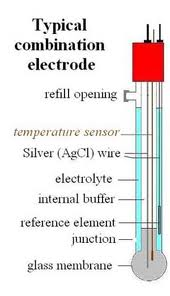 Typical
combination
electrode
refill opening
temperature sensor
Silver (AgCl) wire
electrolyte
internal buffer
reference element
junction
glass membrane